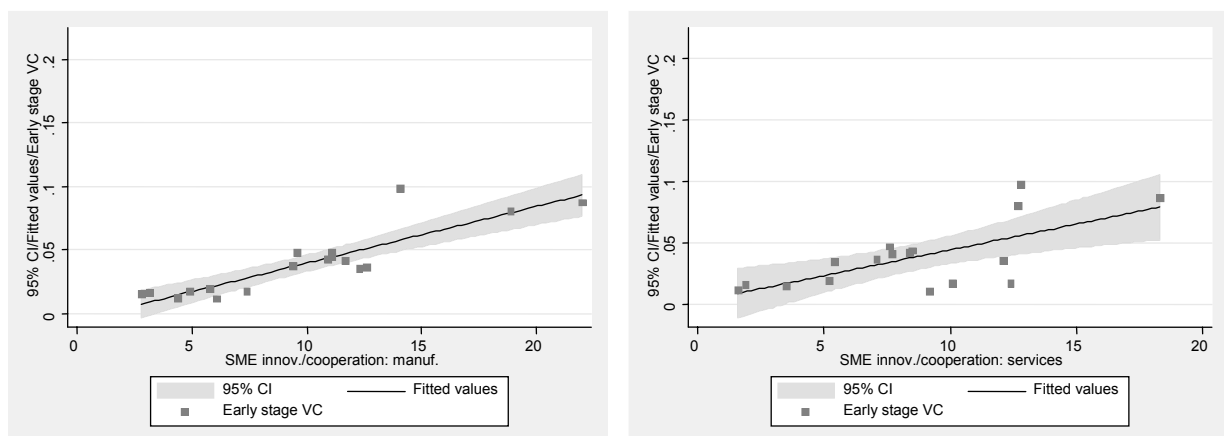 95% CI/Fitted values/Early stage VC
.2
.15
.1
.05
0
0 5 10 15 20
SME innov./cooperation: manuf.
95% CI Fitted values
Early stage VC
95% CI/Fitted values/Early stage VC
.2
.15
.1
.05
0
0 5 10 15 20
SME innov./cooperation: services
95% CI Fitted values
Early stage VC